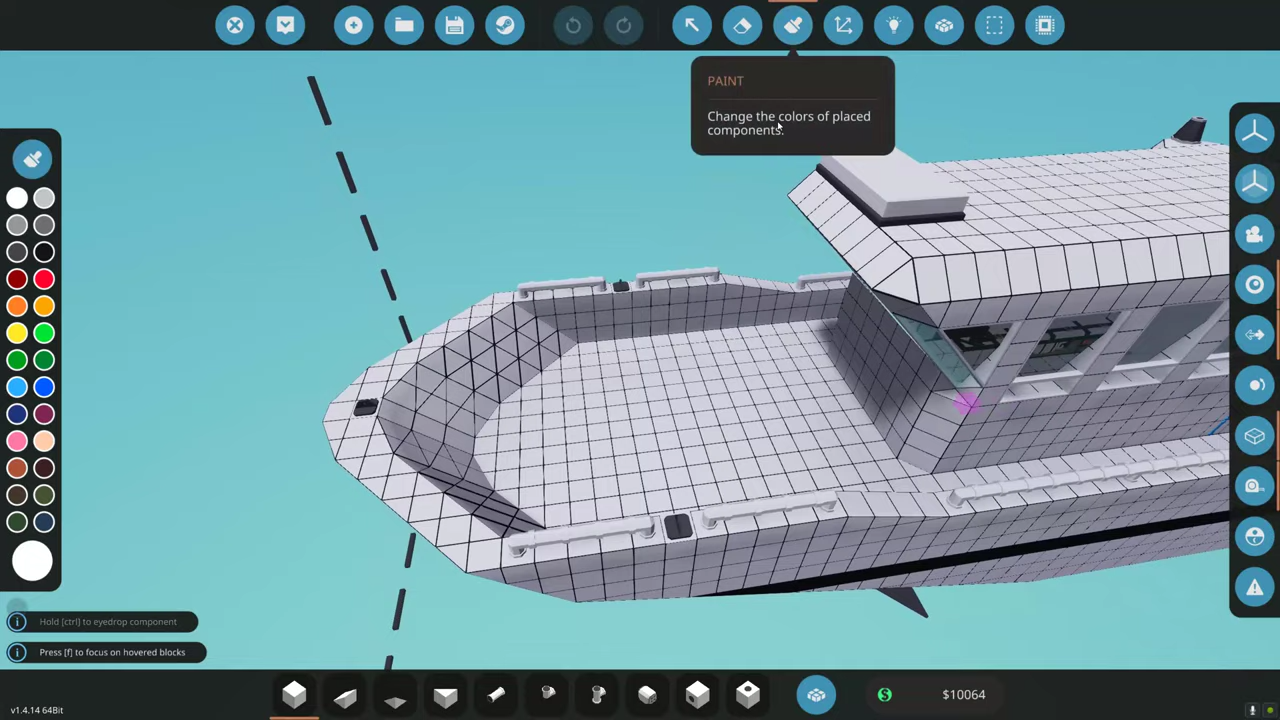 PAINT
Change the colors of placed
components.
Hold [ctrl] to eyedrop component
Press [f] to focus on hovered blocks
$10064
v1.4.14 64Bit